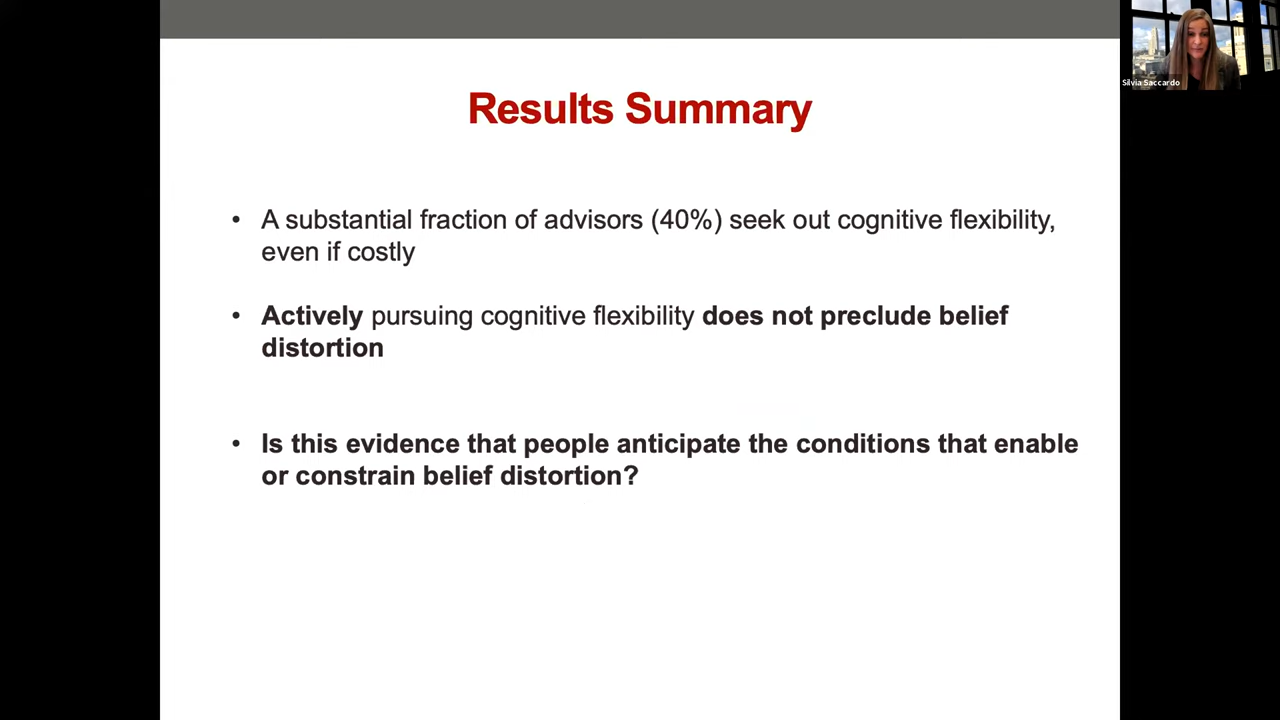 Results Summary
• A substantial fraction of advisors (40%) seek out cognitive flexibility,
even if costly
• Actively pursuing cognitive flexibility does not preclude belief
distortion
• Is this evidence that people anticipate the conditions that enable
or constrain belief distortion?
Silvia Saccardo